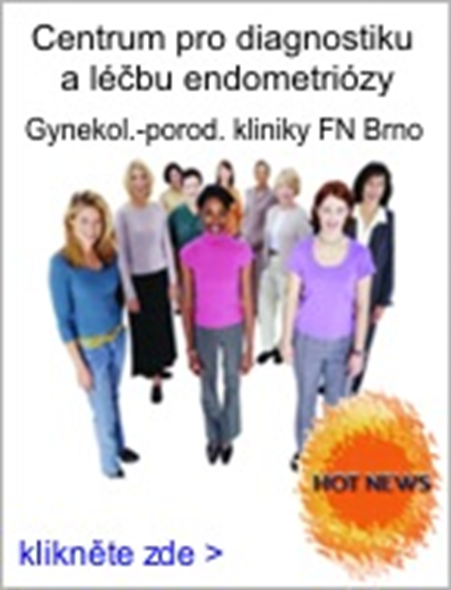 Centrum pro diagnostiku
a léčbu endometriózy
Gynekol.-porod. kliniky FN Brno
HOT NEWS
klikněte zde >